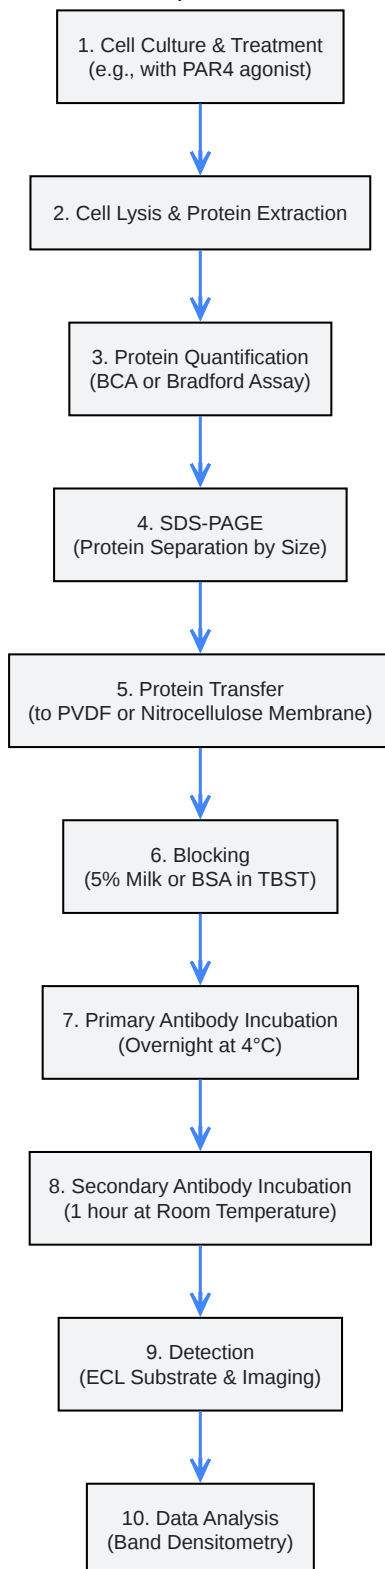 1. Cell Culture & Treatment
(e.g., with PAR4 agonist)
2. Cell Lysis & Protein Extraction
3. Protein Quantification
(BCA or Bradford Assay)
4. SDS-PAGE
(Protein Separation by Size)
5. Protein Transfer
(to PVDF or Nitrocellulose Membrane)
6. Blocking
(5% Milk or BSA in TBST)
7. Primary Antibody Incubation
(Overnight at 4°C)
8. Secondary Antibody Incubation
(1 hour at Room Temperature)
9. Detection
(ECL Substrate & Imaging)
10. Data Analysis
(Band Densitometry)